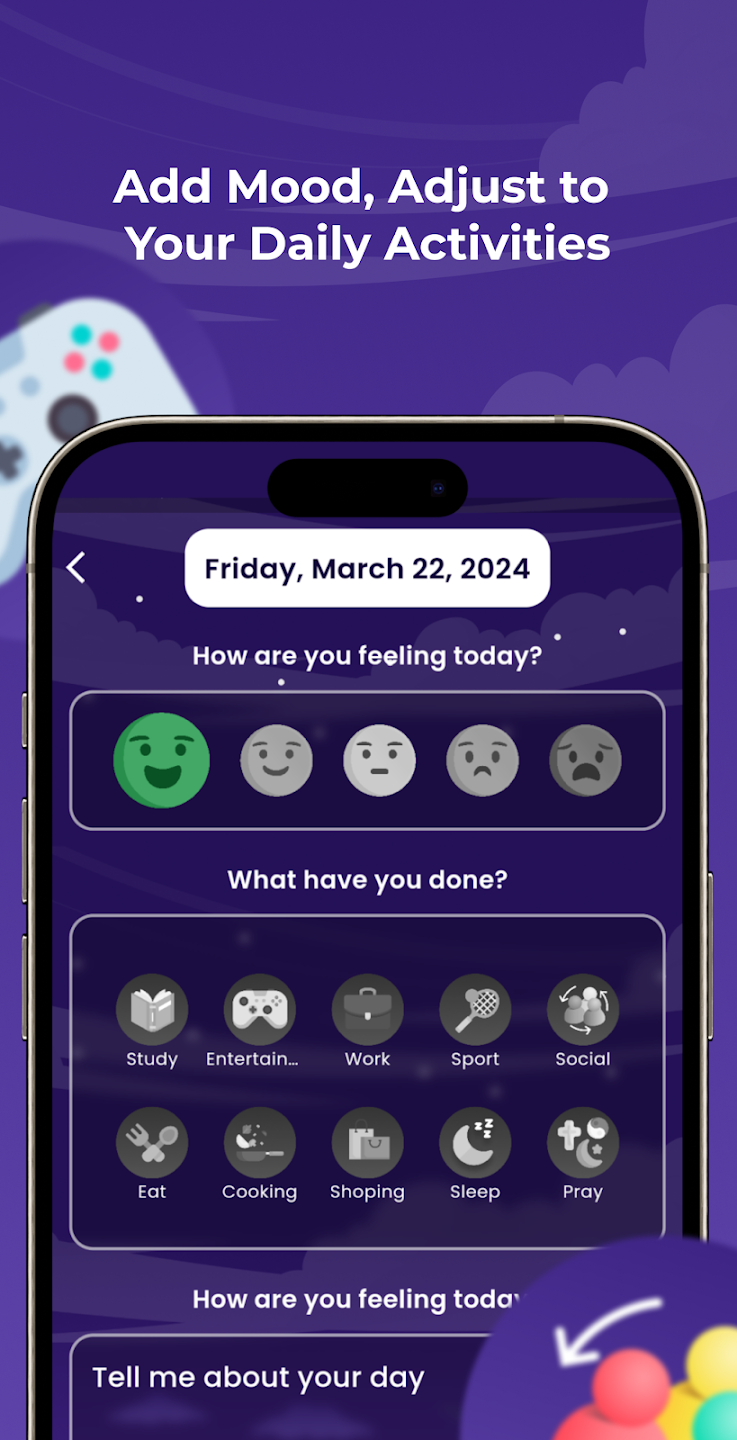 Add Mood, Adjust to
Your Daily Activities
Friday, March 22, 2024
How are you feeling today?
What have you done?
Study Entertain... Work Sport Social
Eat Cooking Shoping Sleep Pray
How are you feeling today
Tell me about your day